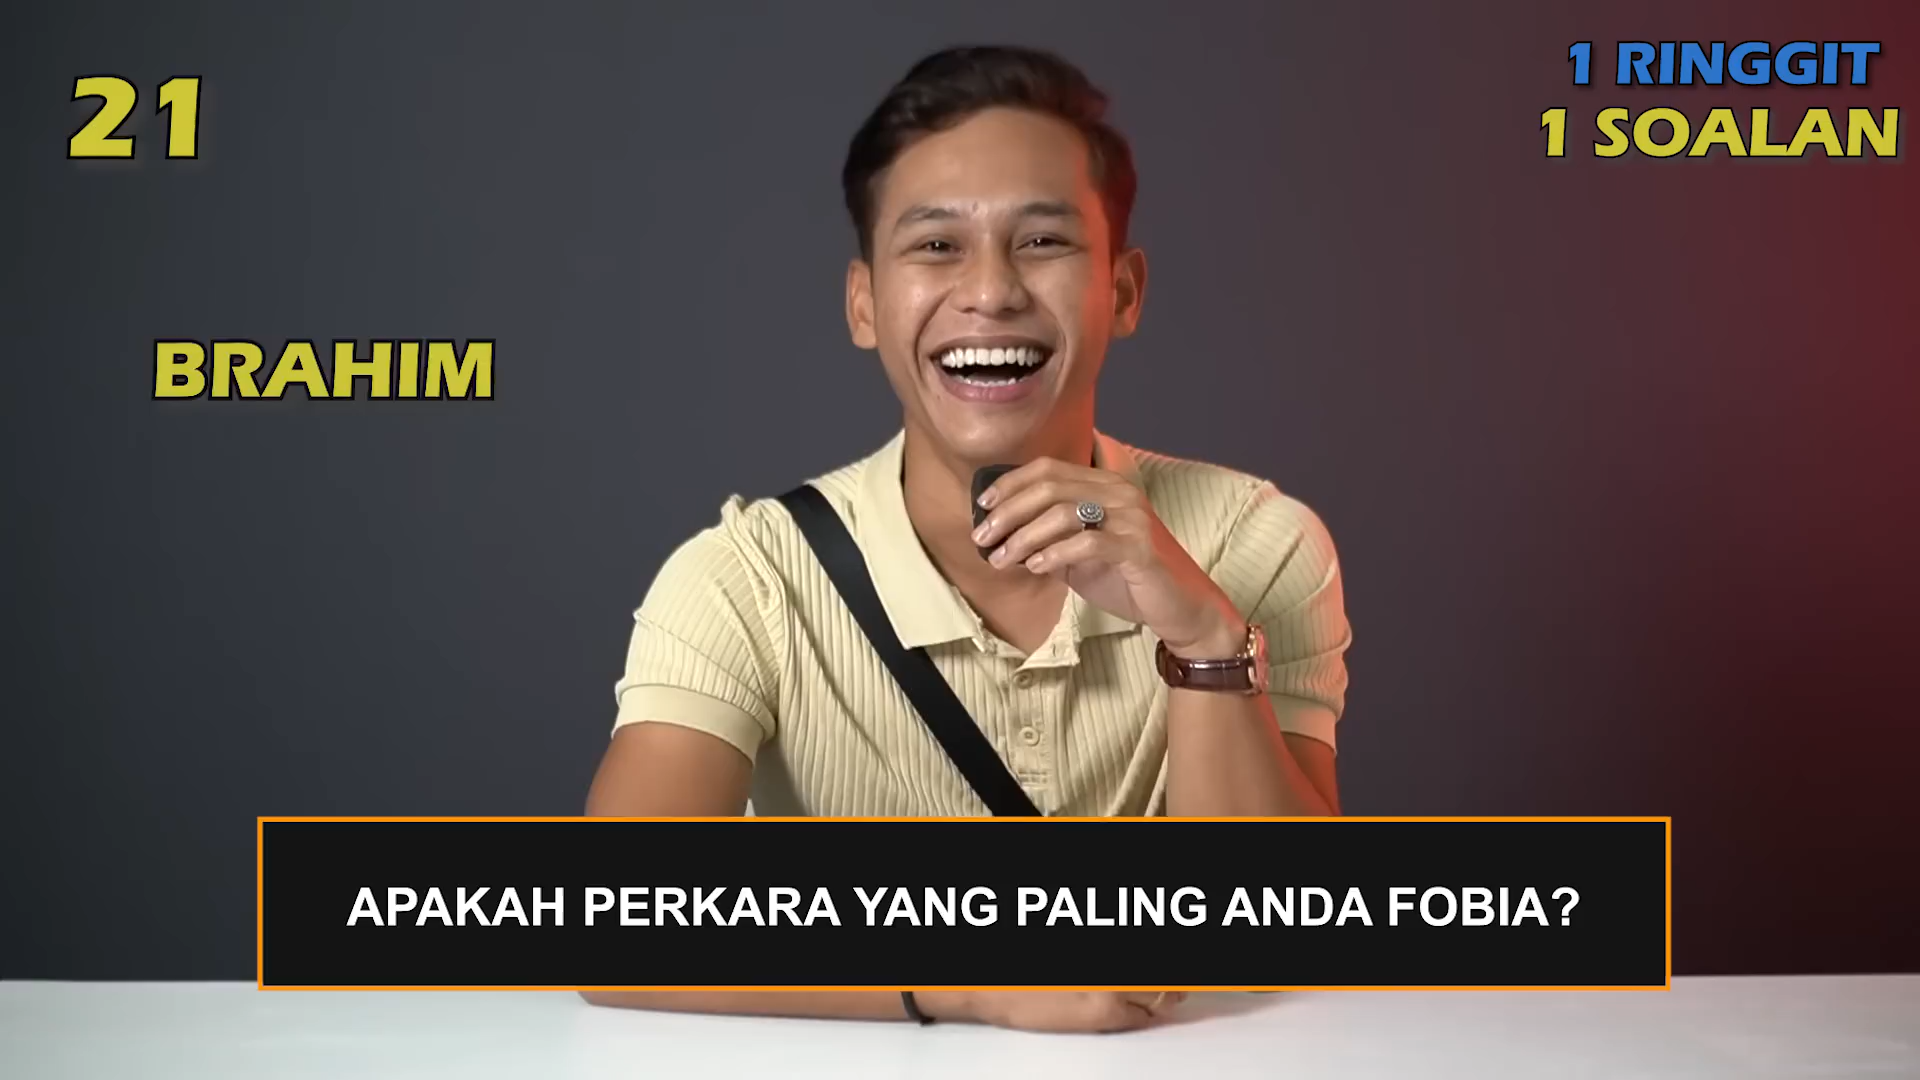 21
1 RINGGIT
1 SOALAN
BRAHIM
APAKAH PERKARA YANG PALING ANDA FOBIA?